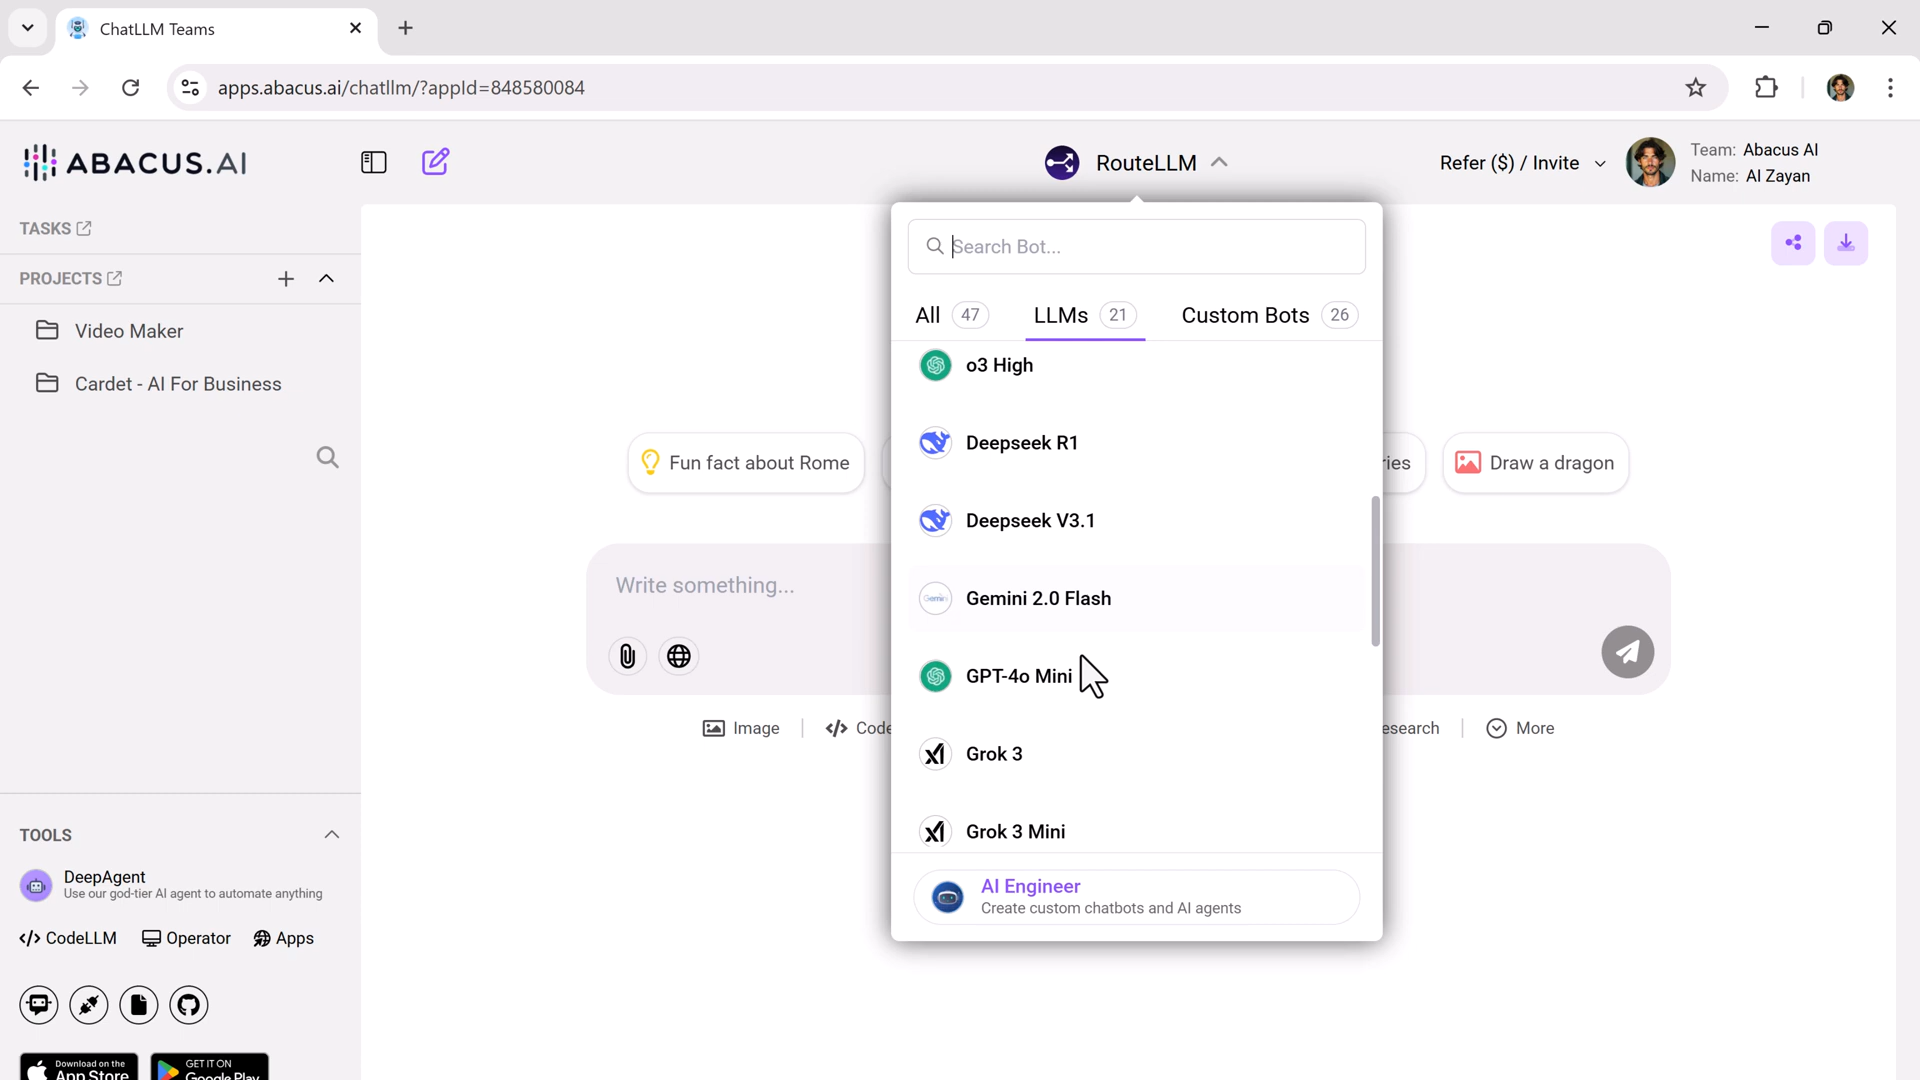 ChatLLM Teams
apps.abacus.ai/chatllm/?appId=848580084
ABACUS.AI
RouteLLM
Refer ($) / Invite
Team: Abacus AI
Name: AI Zayan
TASKS
PROJECTS
Video Maker
Cardet - AI For Business
Search Bot...
All 47
LLMs 21
Custom Bots 26
o3 High
Deepseek R1
Deepseek V3.1
Gemini 2.0 Flash
GPT-4o Mini
Grok 3
Grok 3 Mini
AI Engineer
Create custom chatbots and AI agents
Fun fact about Rome
ries
Draw a dragon
Write something...
Image
Code
esearch
More
TOOLS
DeepAgent
Use our god-tier AI agent to automate anything
CodeLLM
Operator
Apps
Download on the
App Store
GET IT ON
Google Play